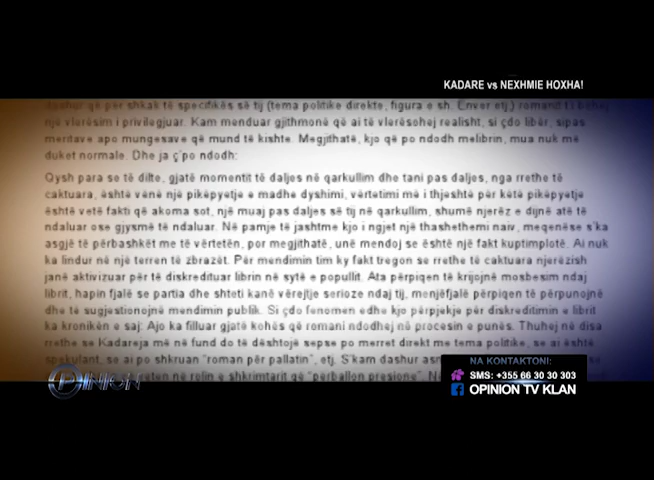 KADARE vs NEXHMIE HOXHA!
që për shkak të specifikës së tij (tema politike direkte, figura e sh. Enver etj.) romanit t'i bëhej
një vlerësim i privilegjuar. Kam menduar gjithmonë që ai të vlerësohej realisht, si çdo libër, sipas
meritave apo mungesave që mund të kishte. Megjithatë, kjo që po ndodh melibrin, mua nuk më
duket normale. Dhe ja ç'po ndodh:
Qysh para se të dilte, gjatë momentit të daljes në qarkullim dhe tani pas daljes, nga rrethe të
caktuara, është vënë një pikëpyetje e madhe dyshimi, vërtetimi më i thjeshtë për këtë pikëpyetje
është vetë fakti që akoma sot, një muaj pas daljes së tij në qarkullim, shumë njerëz e dijnë atë të
ndaluar ose gjysmë të ndaluar. Në pamje të jashtme kjo i ngjet një thashethemi naiv, meqenëse s'ka
asgjë të përbashkët me të vërtetën, por megjithatë, unë mendoj se është një fakt kuptimplotë. Ai nuk
ka lindur në një terren të zbrazët. Për mendimin tim ky fakt tregon se rrethe të caktuara njerëzish
janë aktivizuar për të diskredituar librin në sytë e popullit. Ata përpiqen të krijojnë mosbesim ndaj
librit, hapin fjalë se partia dhe shteti kanë vërejtje serioze ndaj tij, menjëfjalë përpiqen të përpunojnë
dhe të sugjestionojnë mendimin publik. Si çdo fenomen edhe kjo përpjekje për diskreditimin e librit
ka kronikën e saj: Ajo ka filluar gjatë kohës që romani ndodhej në procesin e punës. Thuhej në disa
rrethe se Kadareja më në fund do të dështojë sepse po merret direkt me tema politike, se ai është
spekulant, se ai po shkruan "roman për pallatin", etj. S'kam dashur
në rolin e shkrimtarit që "përballon presione".
OPINION
NA KONTAKTONI:
SMS: +355 66 30 30 303
OPINION TV KLAN